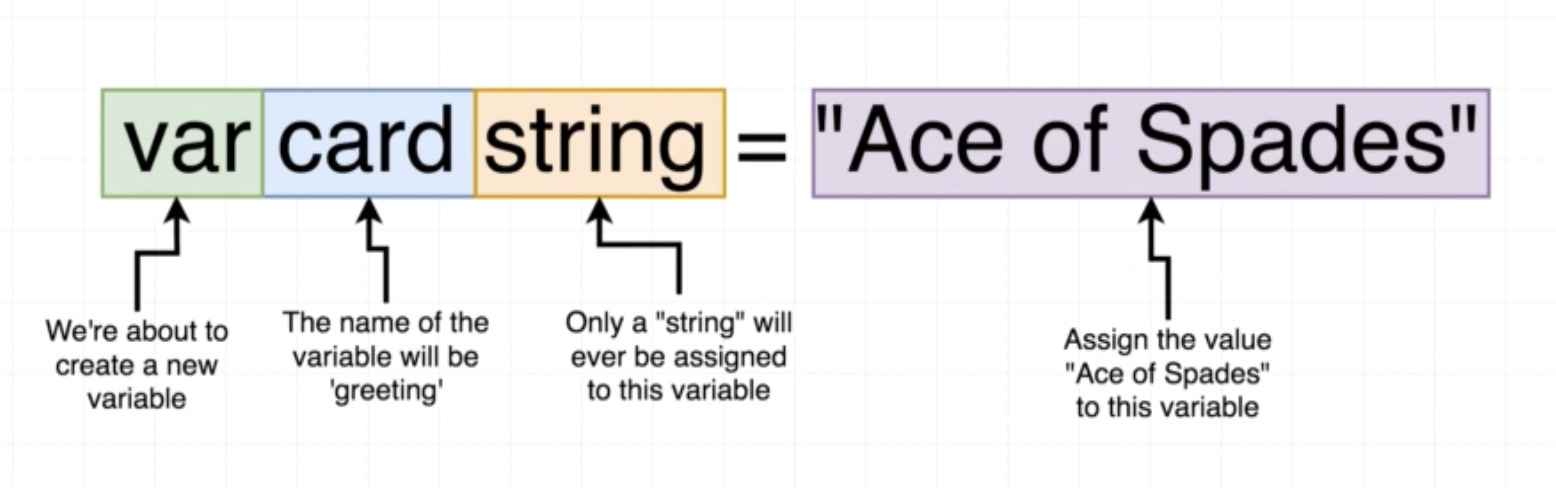 var card string = "Ace of Spades"
We're about to
create a new
variable
The name of the
variable will be
'greeting'
Only a "string" will
ever be assigned
to this variable
Assign the value
"Ace of Spades"
to this variable